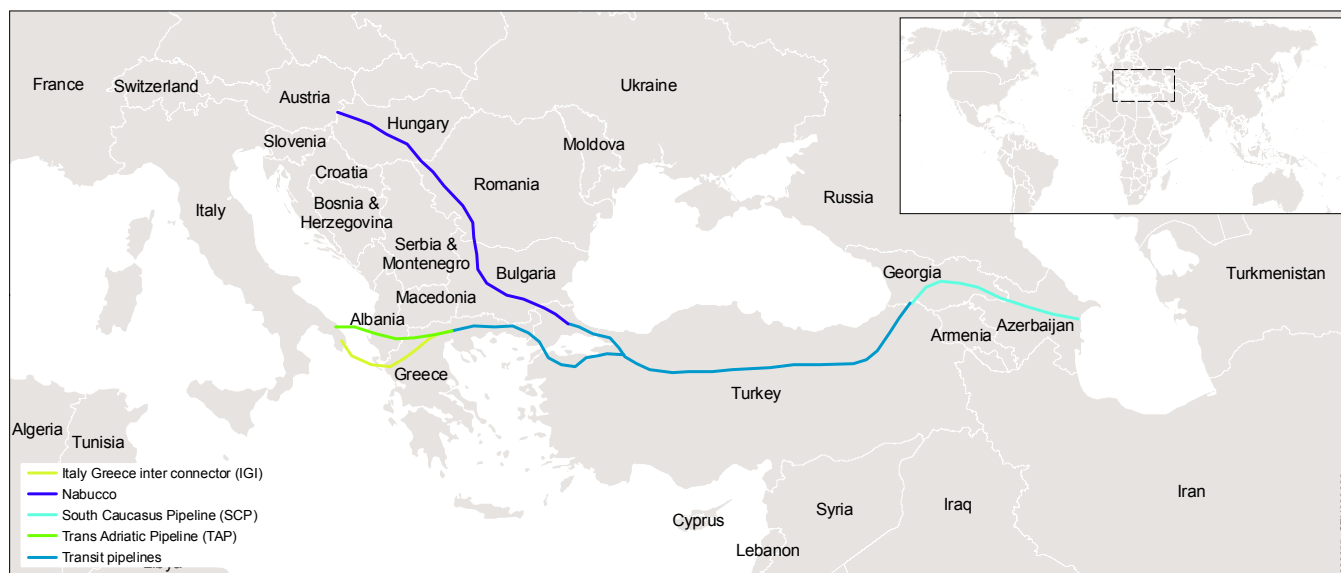 France
Switzerland
Austria
Ukraine
Hungary
Slovenia
Moldova
Croatia
Romania
Russia
Bosnia &
Herzegovina
Italy
Serbia &
Montenegro
Bulgaria
Georgia
Turkmenistan
Macedonia
Albania
Azerbaijan
Armenia
Greece
Turkey
Algeria
Tunisia
Italy Greece inter connector (IGI)
Nabucco
South Caucasus Pipeline (SCP)
Trans Adriatic Pipeline (TAP)
Transit pipelines
Iran
Iraq
Syria
Cyprus
Lebanon